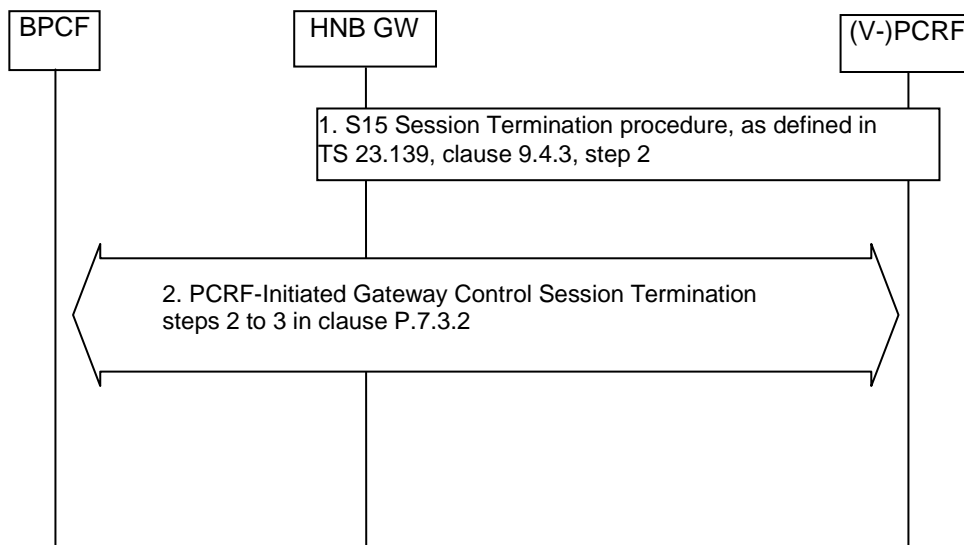 BPCF
HNB GW
(V-)PCRF
1. S15 Session Termination procedure, as defined in
TS 23.139, clause 9.4.3, step 2
2. PCRF-Initiated Gateway Control Session Termination
steps 2 to 3 in clause P.7.3.2